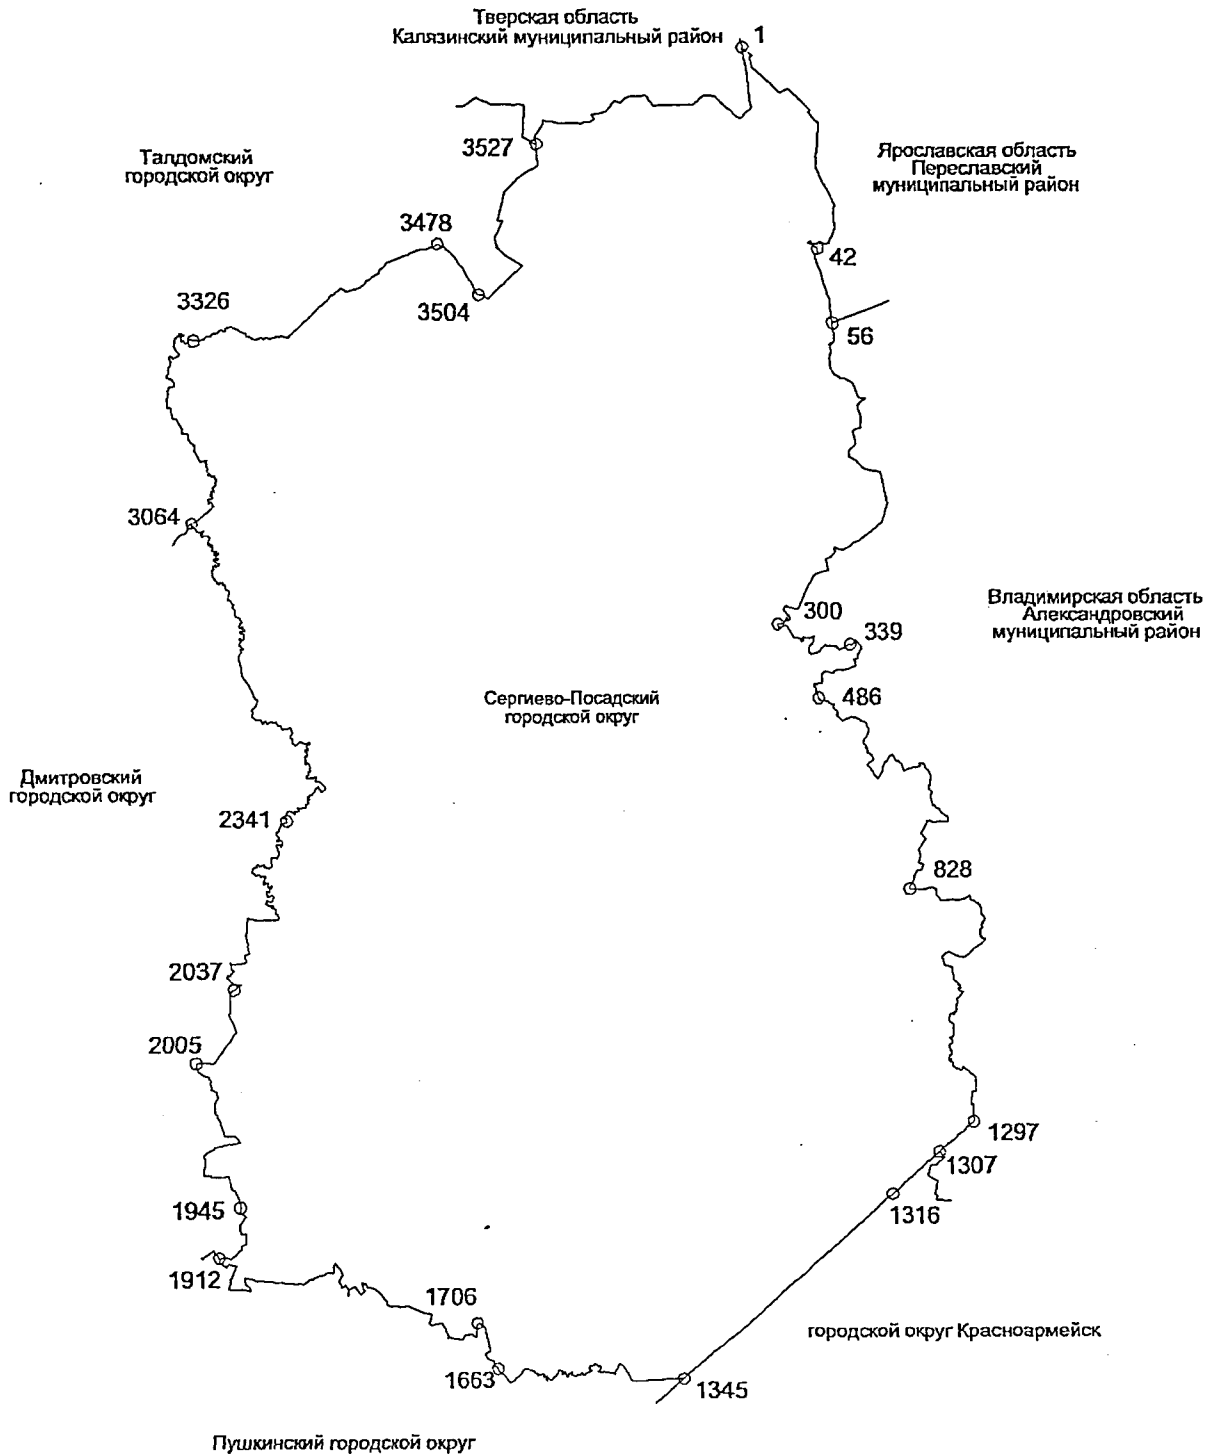 Тверская область
Калязинский муниципальный район
1
3527
Талдомский
городской округ
Ярославская область
Переславский
муниципальный район
3478
42
3504
3326
56
3064
300
339
Владимирская область
Александровский
муниципальный район
486
Сергиево-Посадский
городской округ
Дмитровский
городской округ
2341
828
2037
2005
1297
1307
1945
1316
1912
1706
городской округ Красноармейск
1663
1345
Пушкинский городской округ